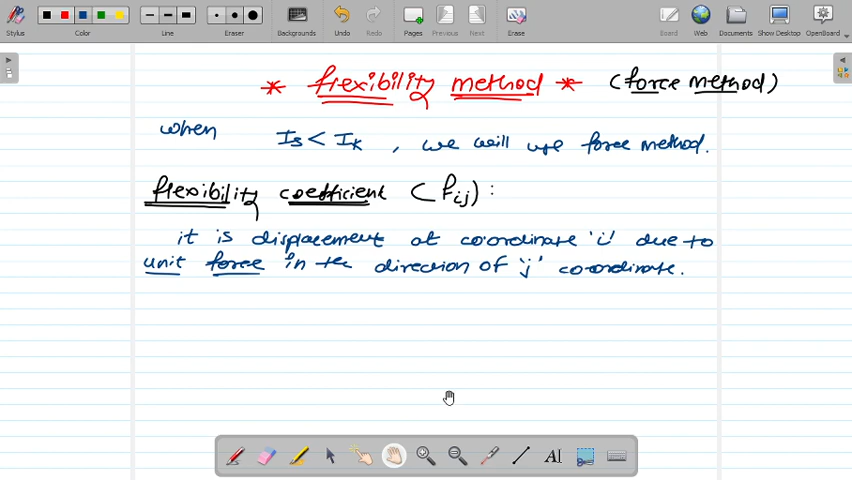 Stylus Color Line Eraser Backgrounds Undo Redo Pages Previous Next Erase Board Web Documents Show Desktop OpenBoard
* flexibility method * (force method)
when Is < Ik , we will use force method.
flexibility coefficient (fij) :
it is displacement at co-ordinate 'i' due to
unit force in the direction of 'j' co-ordinate.
AI